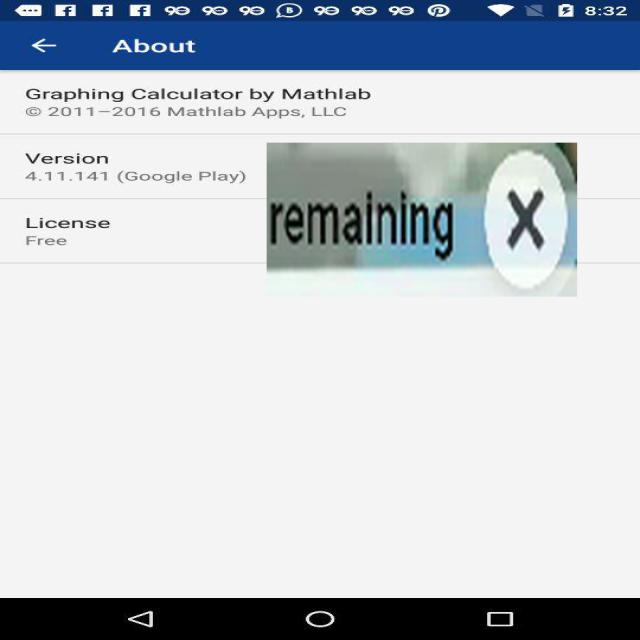 8:32
About
Graphing Calculator by Mathlab
© 2011–2016 Mathlab Apps, LLC
Version
4.11.141 (Google Play)
remaining X
License
Free